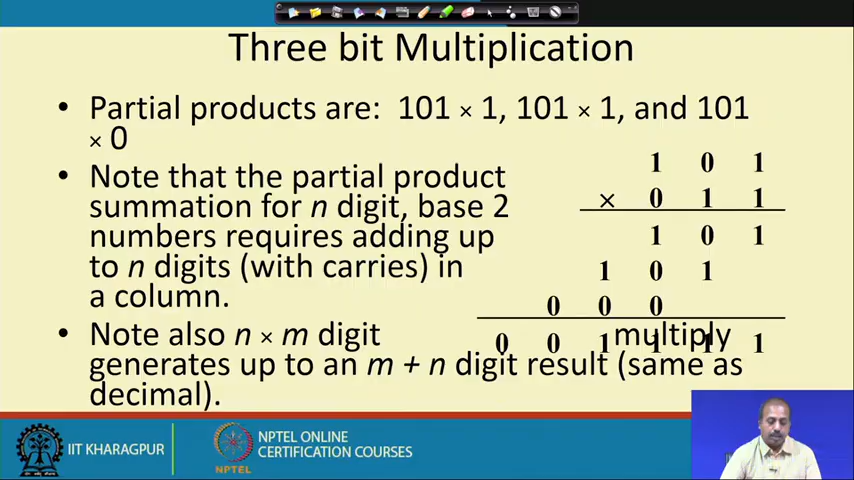 Three bit Multiplication
• Partial products are: 101 × 1, 101 × 1, and 101
× 0
• Note that the partial product
summation for n digit, base 2
numbers requires adding up
to n digits (with carries) in
a column.
• Note also n × m digit multiply
generates up to an m + n digit result (same as
decimal).
1 0 1
× 0 1 1
1 0 1
1 0 1
0 0 0
0 0 1 1 1 1
IIT KHARAGPUR
NPTEL
NPTEL ONLINE
CERTIFICATION COURSES